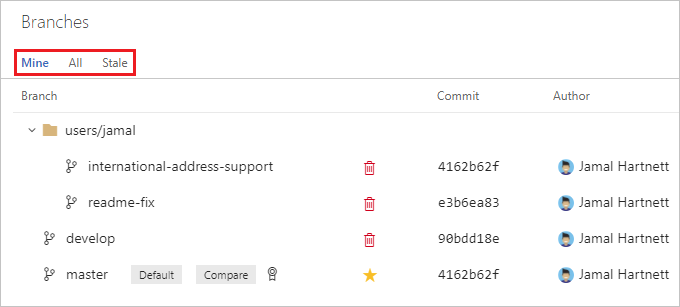 Branches
Mine All Stale
Branch Commit Author
users/jamal
international-address-support 4162b62f Jamal Hartnett
readme-fix e3b6ea83 Jamal Hartnett
develop 90bdd18e Jamal Hartnett
master Default Compare 4162b62f Jamal Hartnett